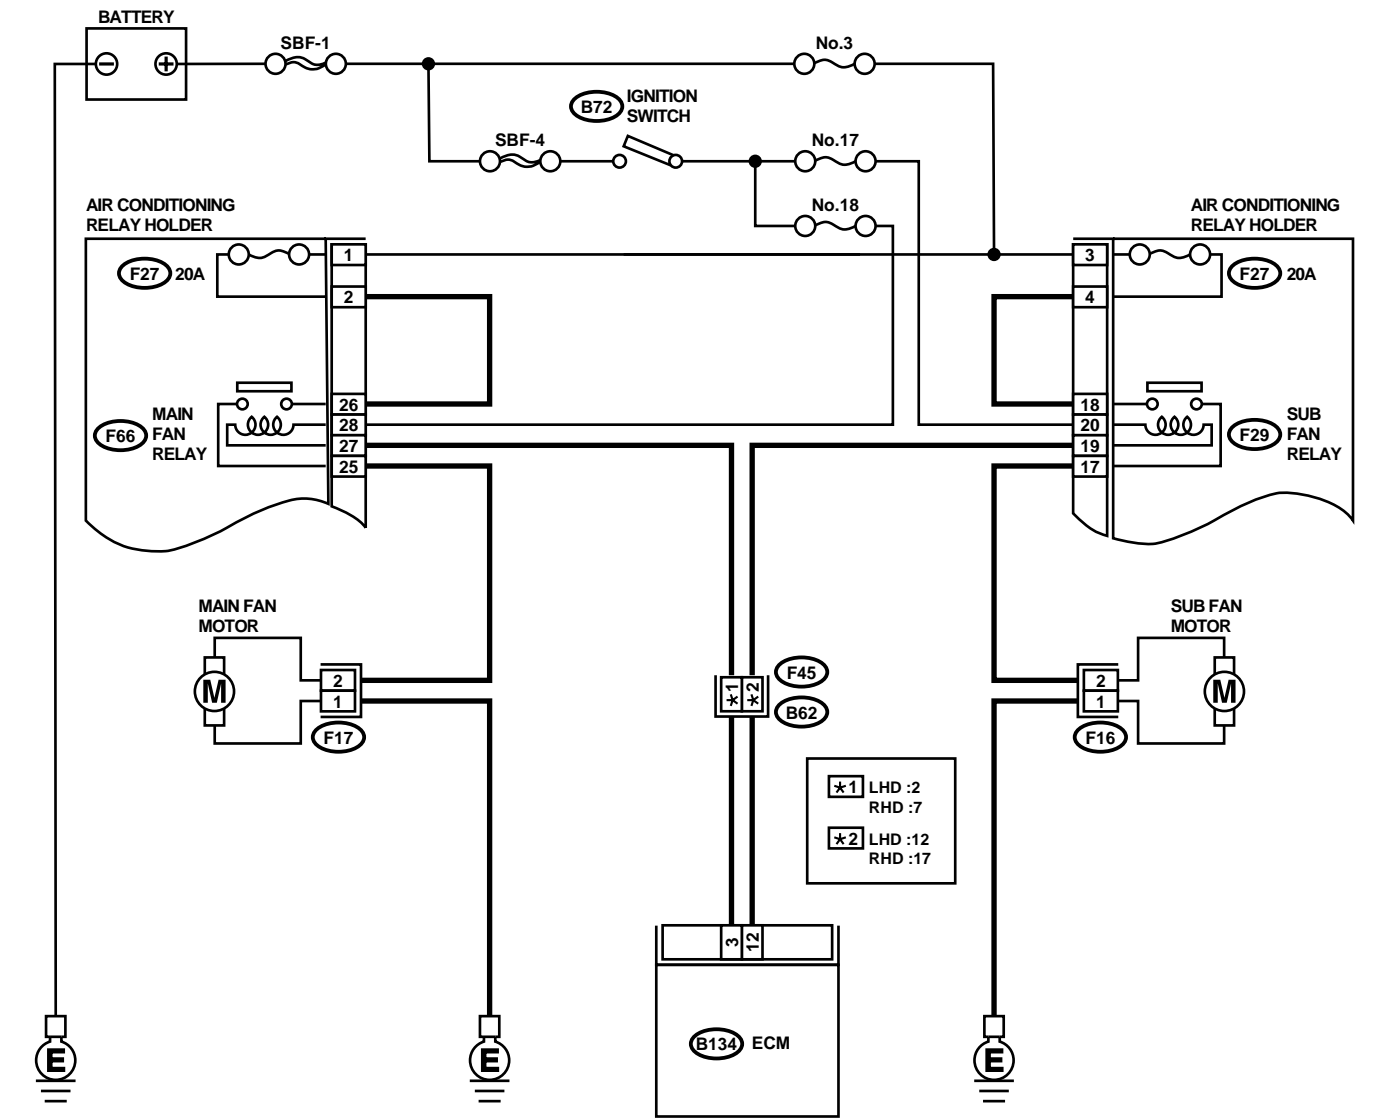 BATTERY
SBF-1
No.3
B72
IGNITION
SWITCH
SBF-4
No.17
No.18
AIR CONDITIONING
RELAY HOLDER
AIR CONDITIONING
RELAY HOLDER
F27 20A
1
2
3
4
F27 20A
MAIN
FAN
RELAY
F66
26
28
27
25
18
20
19
17
F29
SUB
FAN
RELAY
MAIN FAN
MOTOR
M
2
1
F17
*1
*2
F45
B62
SUB FAN
MOTOR
2
1
M
F16
*1 LHD :2
RHD :7
*2 LHD :12
RHD :17
3
12
B134 ECM
E
E
E